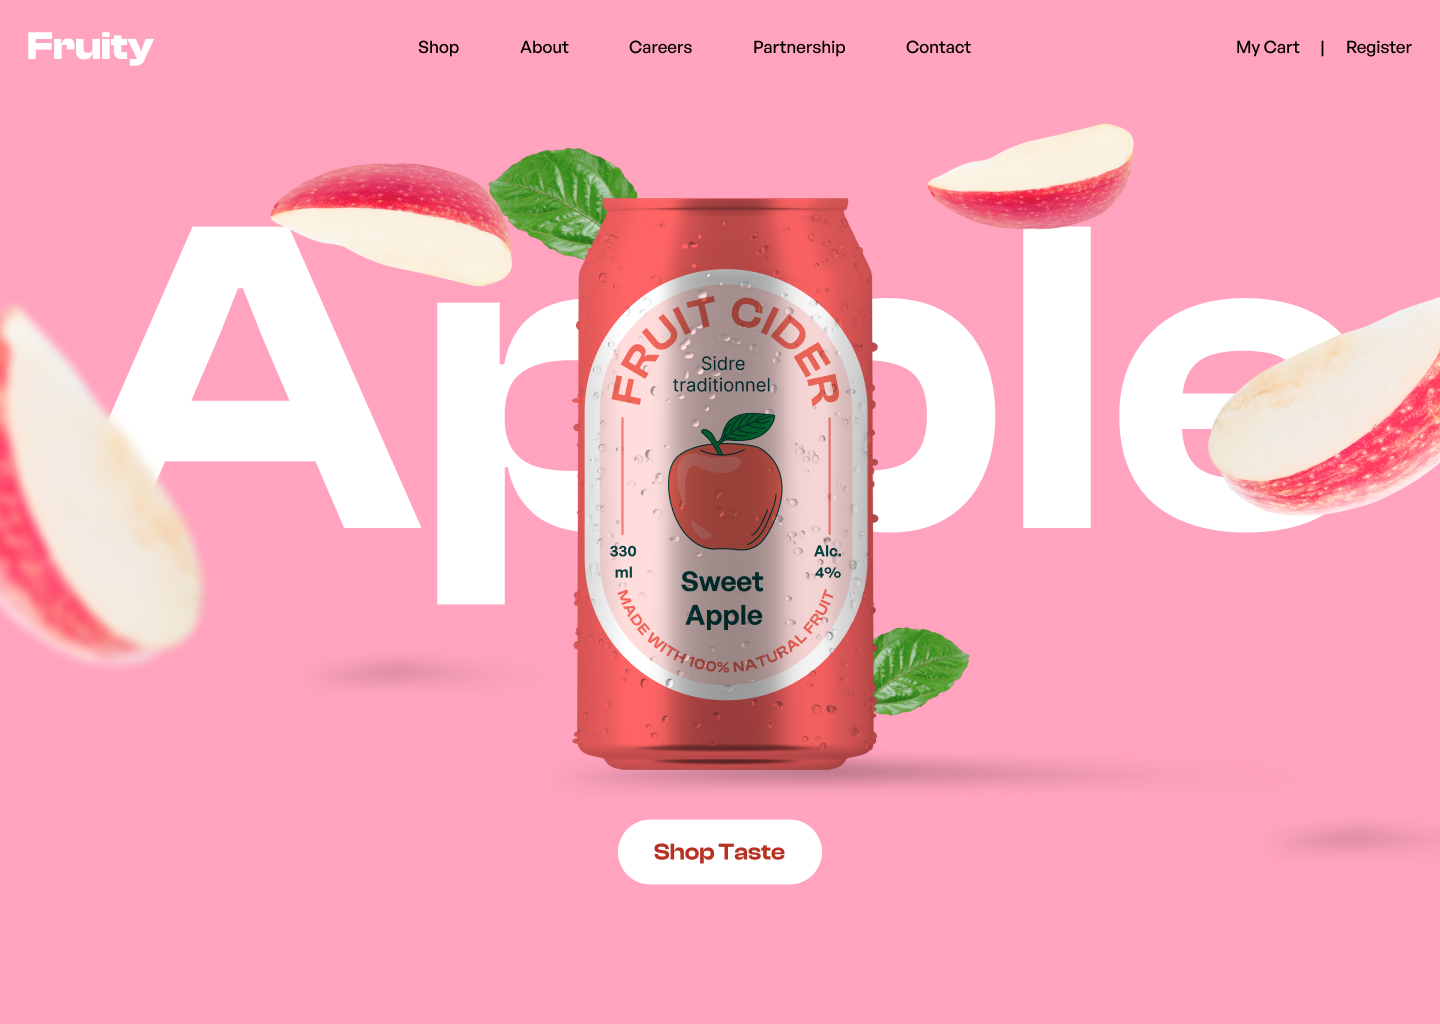 Fruity
Shop
About
Careers
Partnership
Contact
My Cart | Register
Apple
FRUIT CIDER
Sidre
traditionnel
330
ml
Alc.
4%
Sweet
Apple
MADE WITH 100% NATURAL FRUIT
Shop Taste